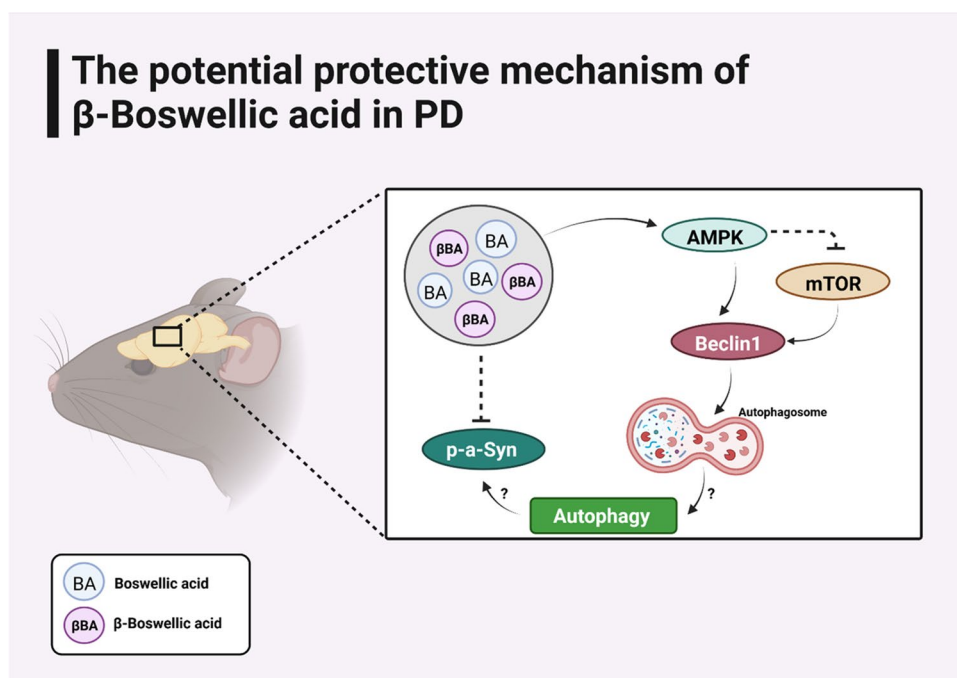 The potential protective mechanism of
β-Boswellic acid in PD
βBA
BA
BA
BA
βBA
βBA
AMPK
mTOR
Beclin1
Autophagosome
p-a-Syn
?
?
Autophagy
BA Boswellic acid
βBA β-Boswellic acid